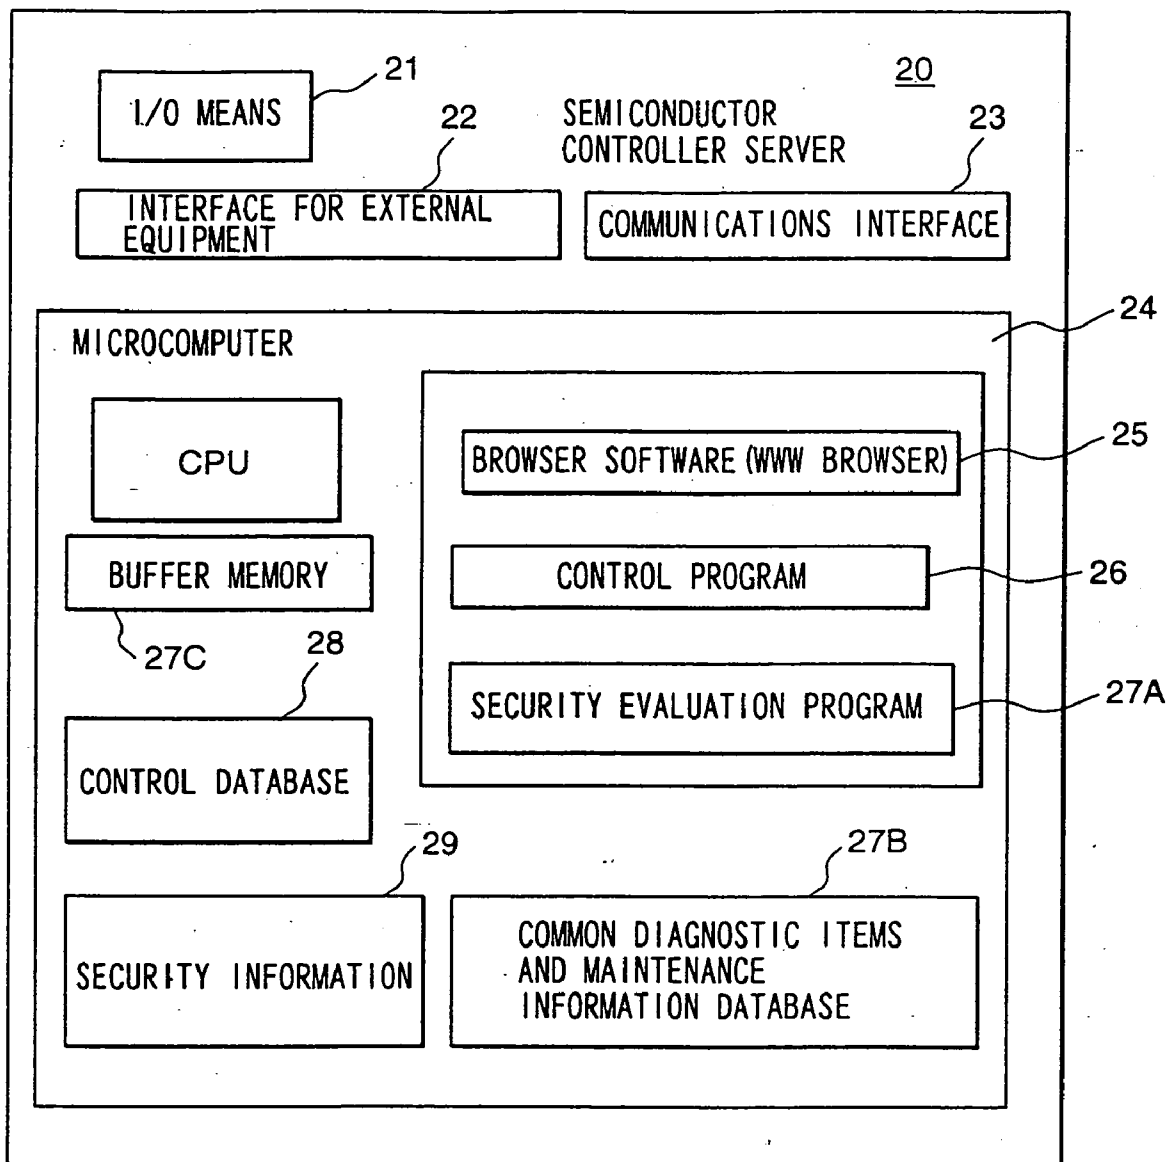 21
20
I/O MEANS
SEMICONDUCTOR
CONTROLLER SERVER
22
23
INTERFACE FOR EXTERNAL
EQUIPMENT
COMMUNICATIONS INTERFACE
24
MICROCOMPUTER
CPU
BROWSER SOFTWARE (WWW BROWSER)
25
BUFFER MEMORY
CONTROL PROGRAM
26
27C
28
SECURITY EVALUATION PROGRAM
27A
CONTROL DATABASE
29
27B
SECURITY INFORMATION
COMMON DIAGNOSTIC ITEMS
AND MAINTENANCE
INFORMATION DATABASE